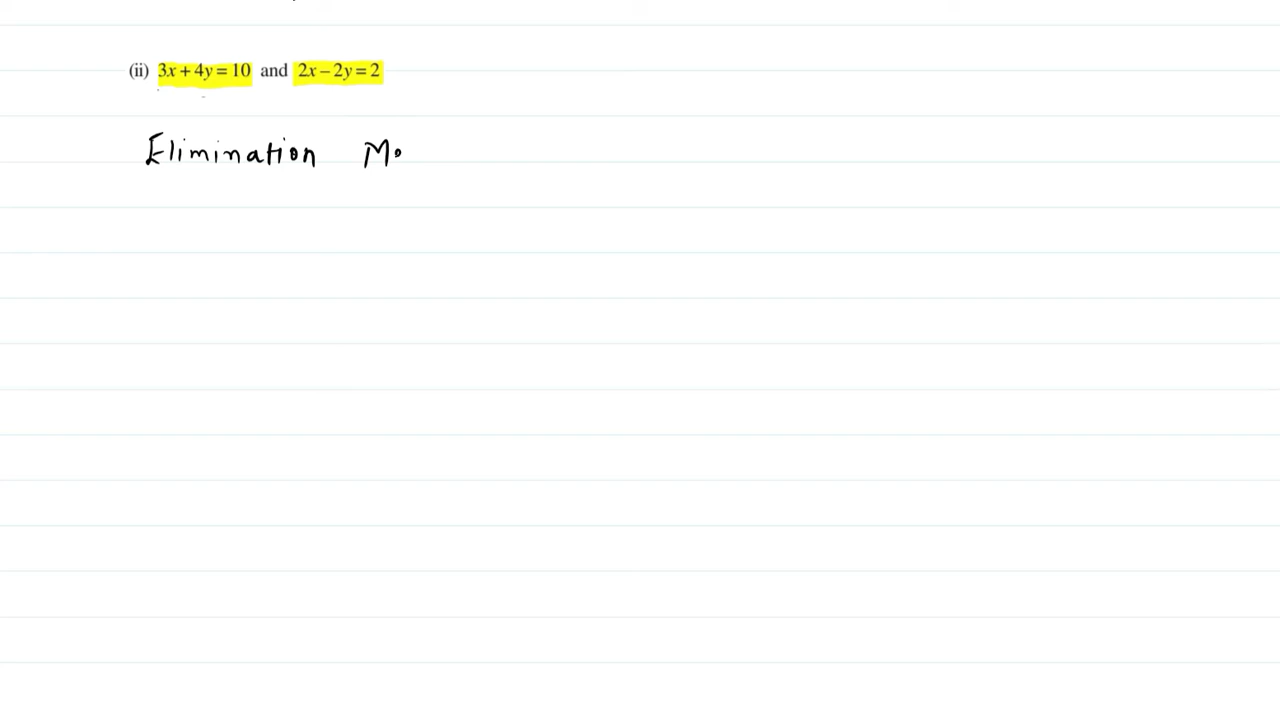 (ii) 3x + 4y = 10 and 2x – 2y = 2
Elimination